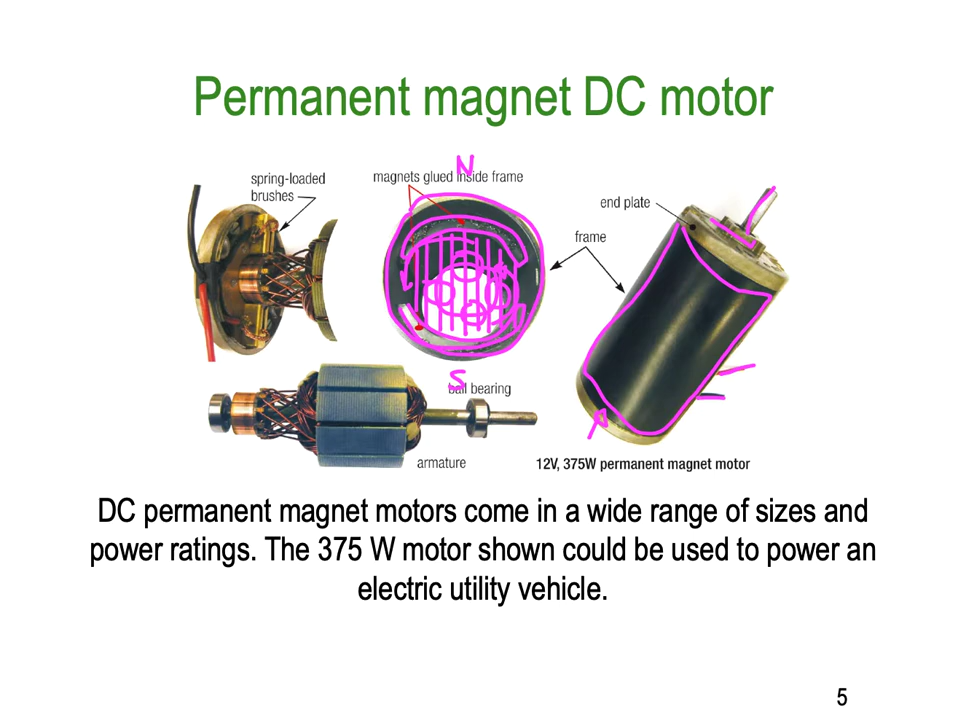 Permanent magnet DC motor
N
spring-loaded
brushes
magnets glued inside frame
end plate
frame
S
ball bearing
armature
12V, 375W permanent magnet motor
DC permanent magnet motors come in a wide range of sizes and
power ratings. The 375 W motor shown could be used to power an
electric utility vehicle.
5